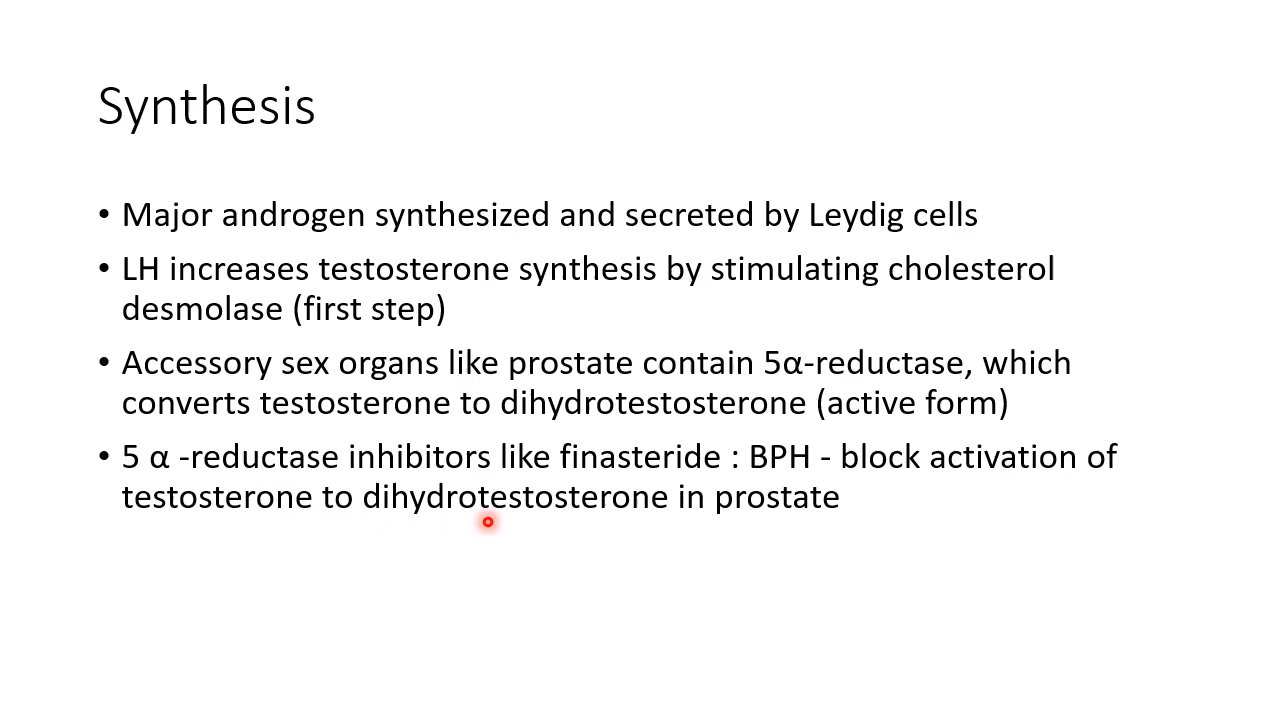 Synthesis
• Major androgen synthesized and secreted by Leydig cells
• LH increases testosterone synthesis by stimulating cholesterol
desmolase (first step)
• Accessory sex organs like prostate contain 5α-reductase, which
converts testosterone to dihydrotestosterone (active form)
• 5 α -reductase inhibitors like finasteride : BPH - block activation of
testosterone to dihydrotestosterone in prostate